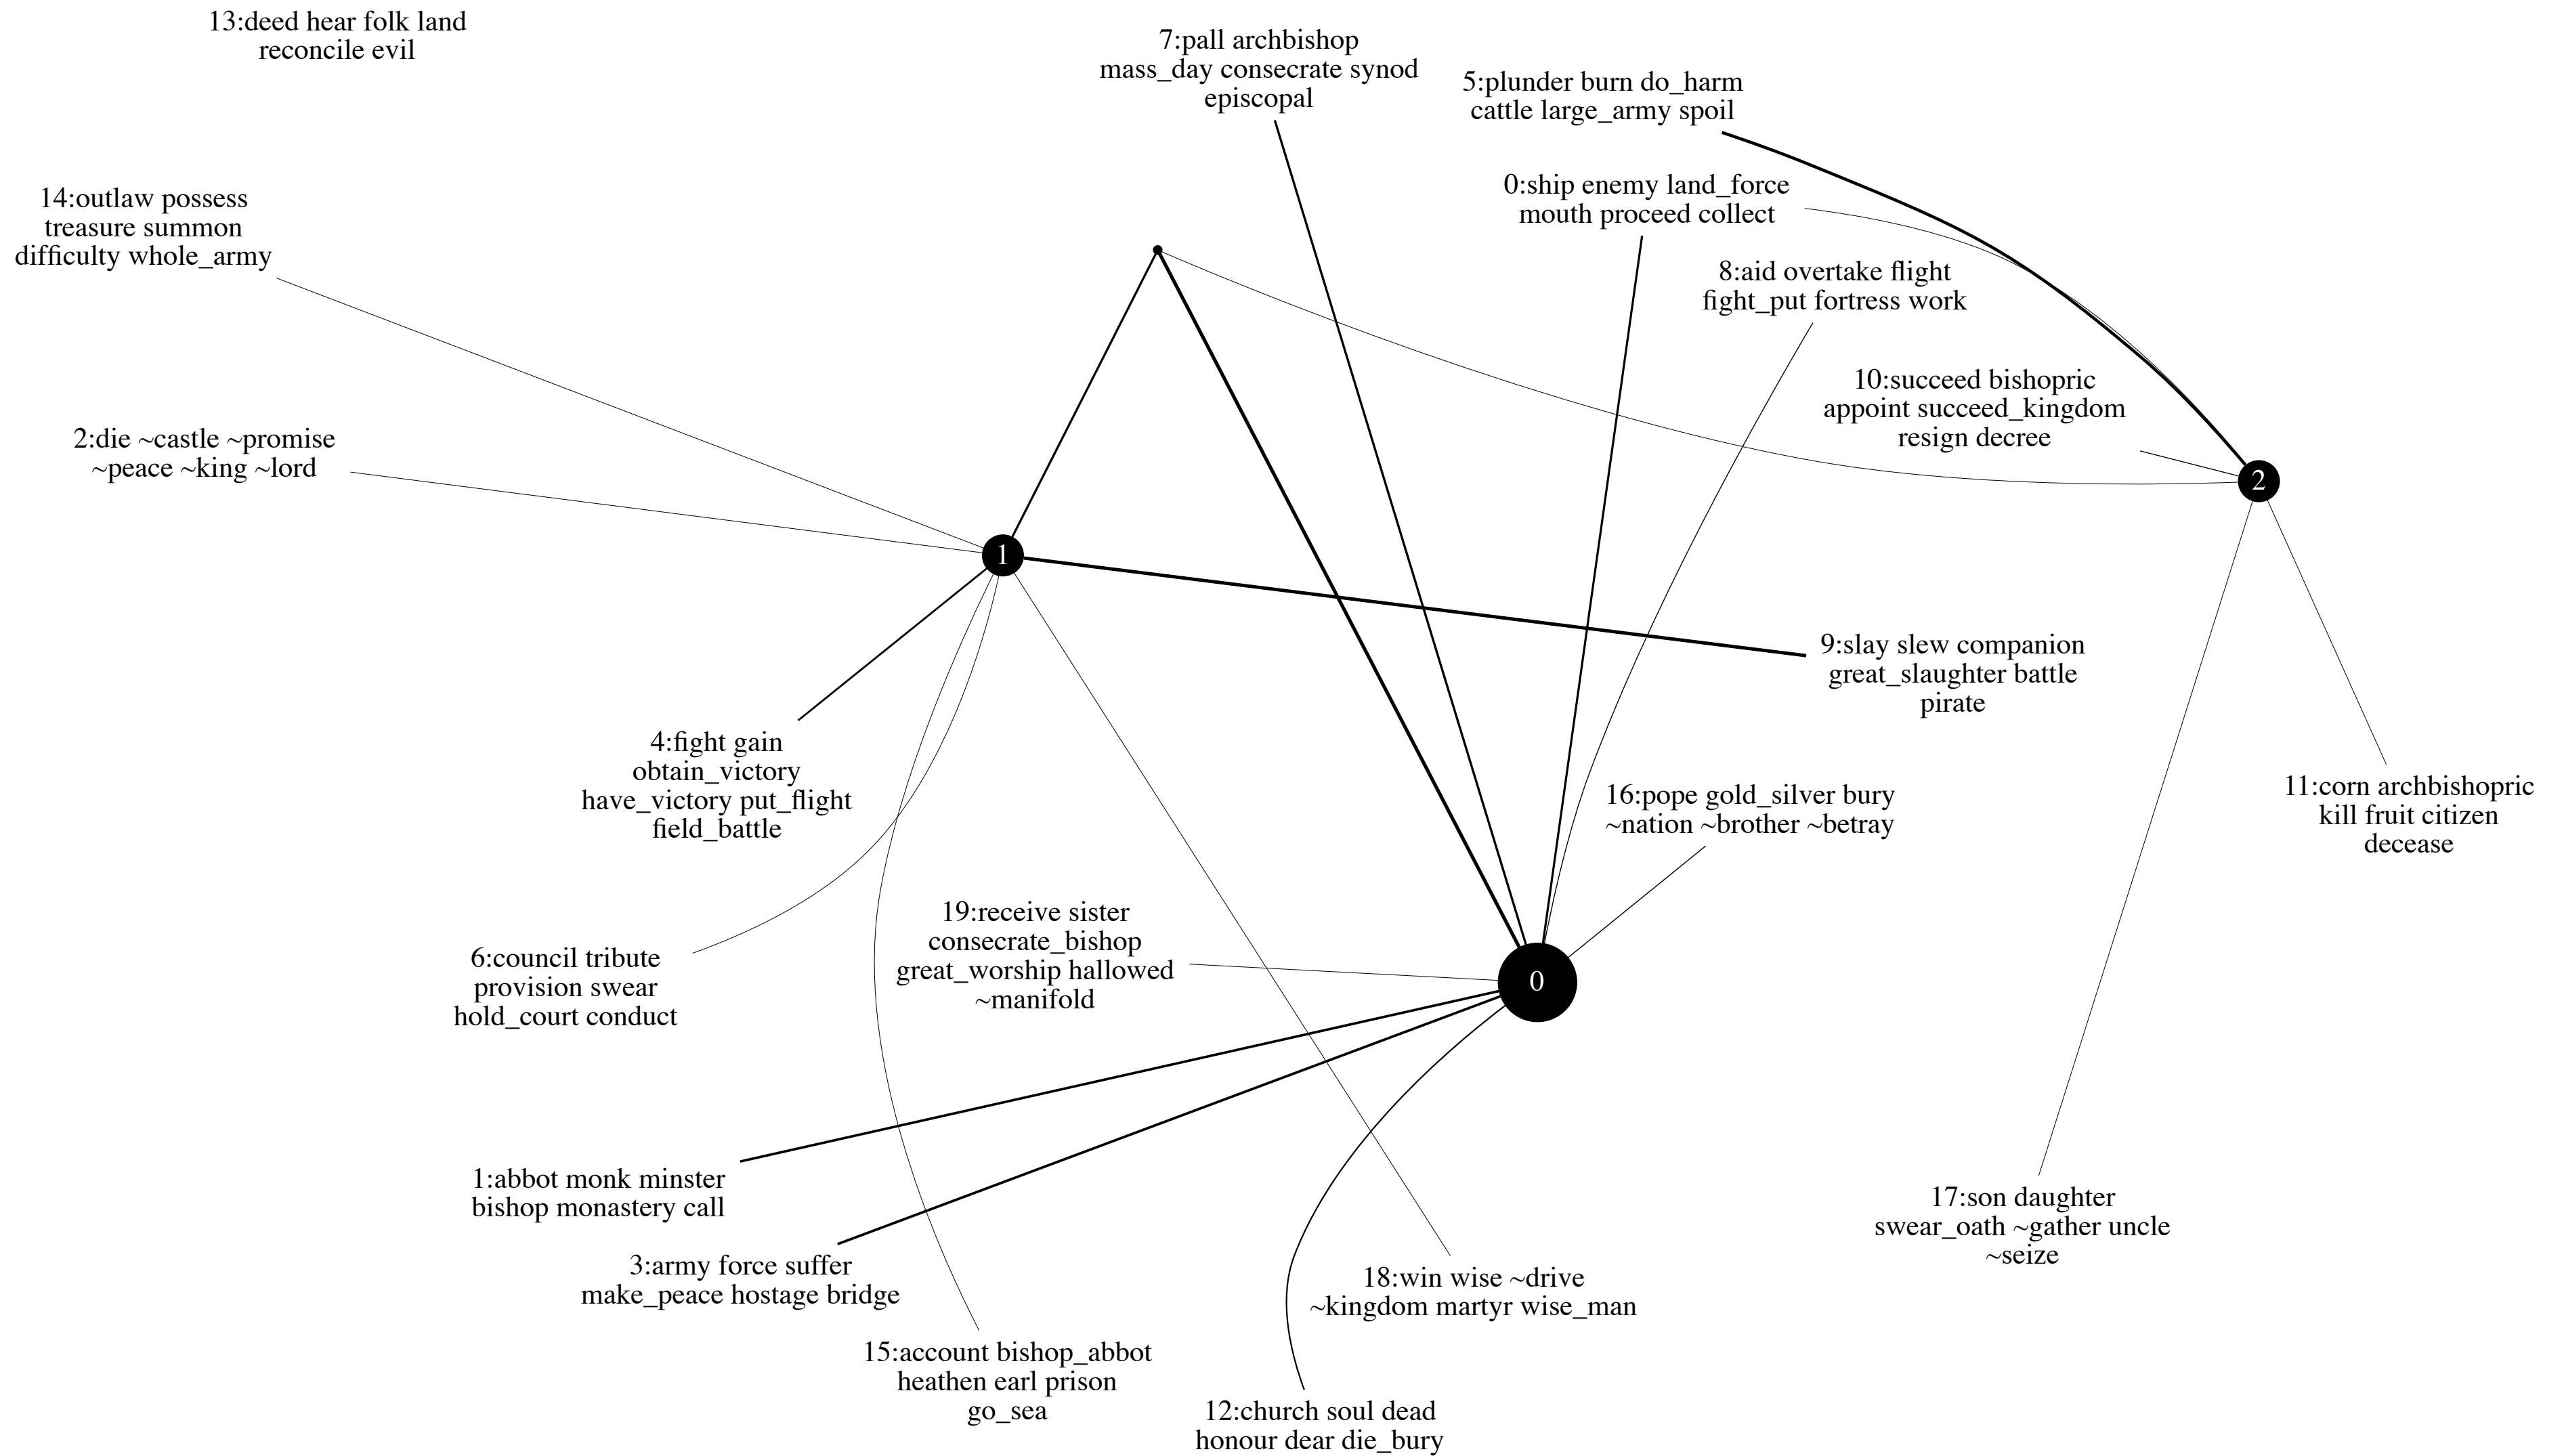 13:deed hear folk land
reconcile evil
7:pall archbishop
mass_day consecrate synod
episcopal
5:plunder burn do_harm
cattle large_army spoil
0:ship enemy land_force
mouth proceed collect
14:outlaw possess
treasure summon
difficulty whole_army
8:aid overtake flight
fight_put fortress work
10:succeed bishopric
appoint succeed_kingdom
resign decree
2:die ~castle ~promise
~peace ~king ~lord
2
1
9:slay slew companion
great_slaughter battle
pirate
4:fight gain
obtain_victory
have_victory put_flight
field_battle
16:pope gold_silver bury
~nation ~brother ~betray
11:corn archbishopric
kill fruit citizen
decease
19:receive sister
consecrate_bishop
great_worship hallowed
~manifold
6:council tribute
provision swear
hold_court conduct
0
1:abbot monk minster
bishop monastery call
17:son daughter
swear_oath ~gather uncle
~seize
3:army force suffer
make_peace hostage bridge
18:win wise ~drive
~kingdom martyr wise_man
15:account bishop_abbot
heathen earl prison
go_sea
12:church soul dead
honour dear die_bury